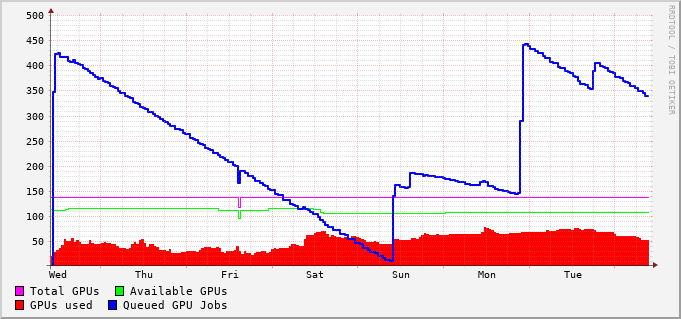 500
450
400
350
300
250
200
150
100
50
Wed Thu Fri Sat Sun Mon Tue
RRDTOOL / TOBI OETIKER
Total GPUs Available GPUs
GPUs used Queued GPU Jobs